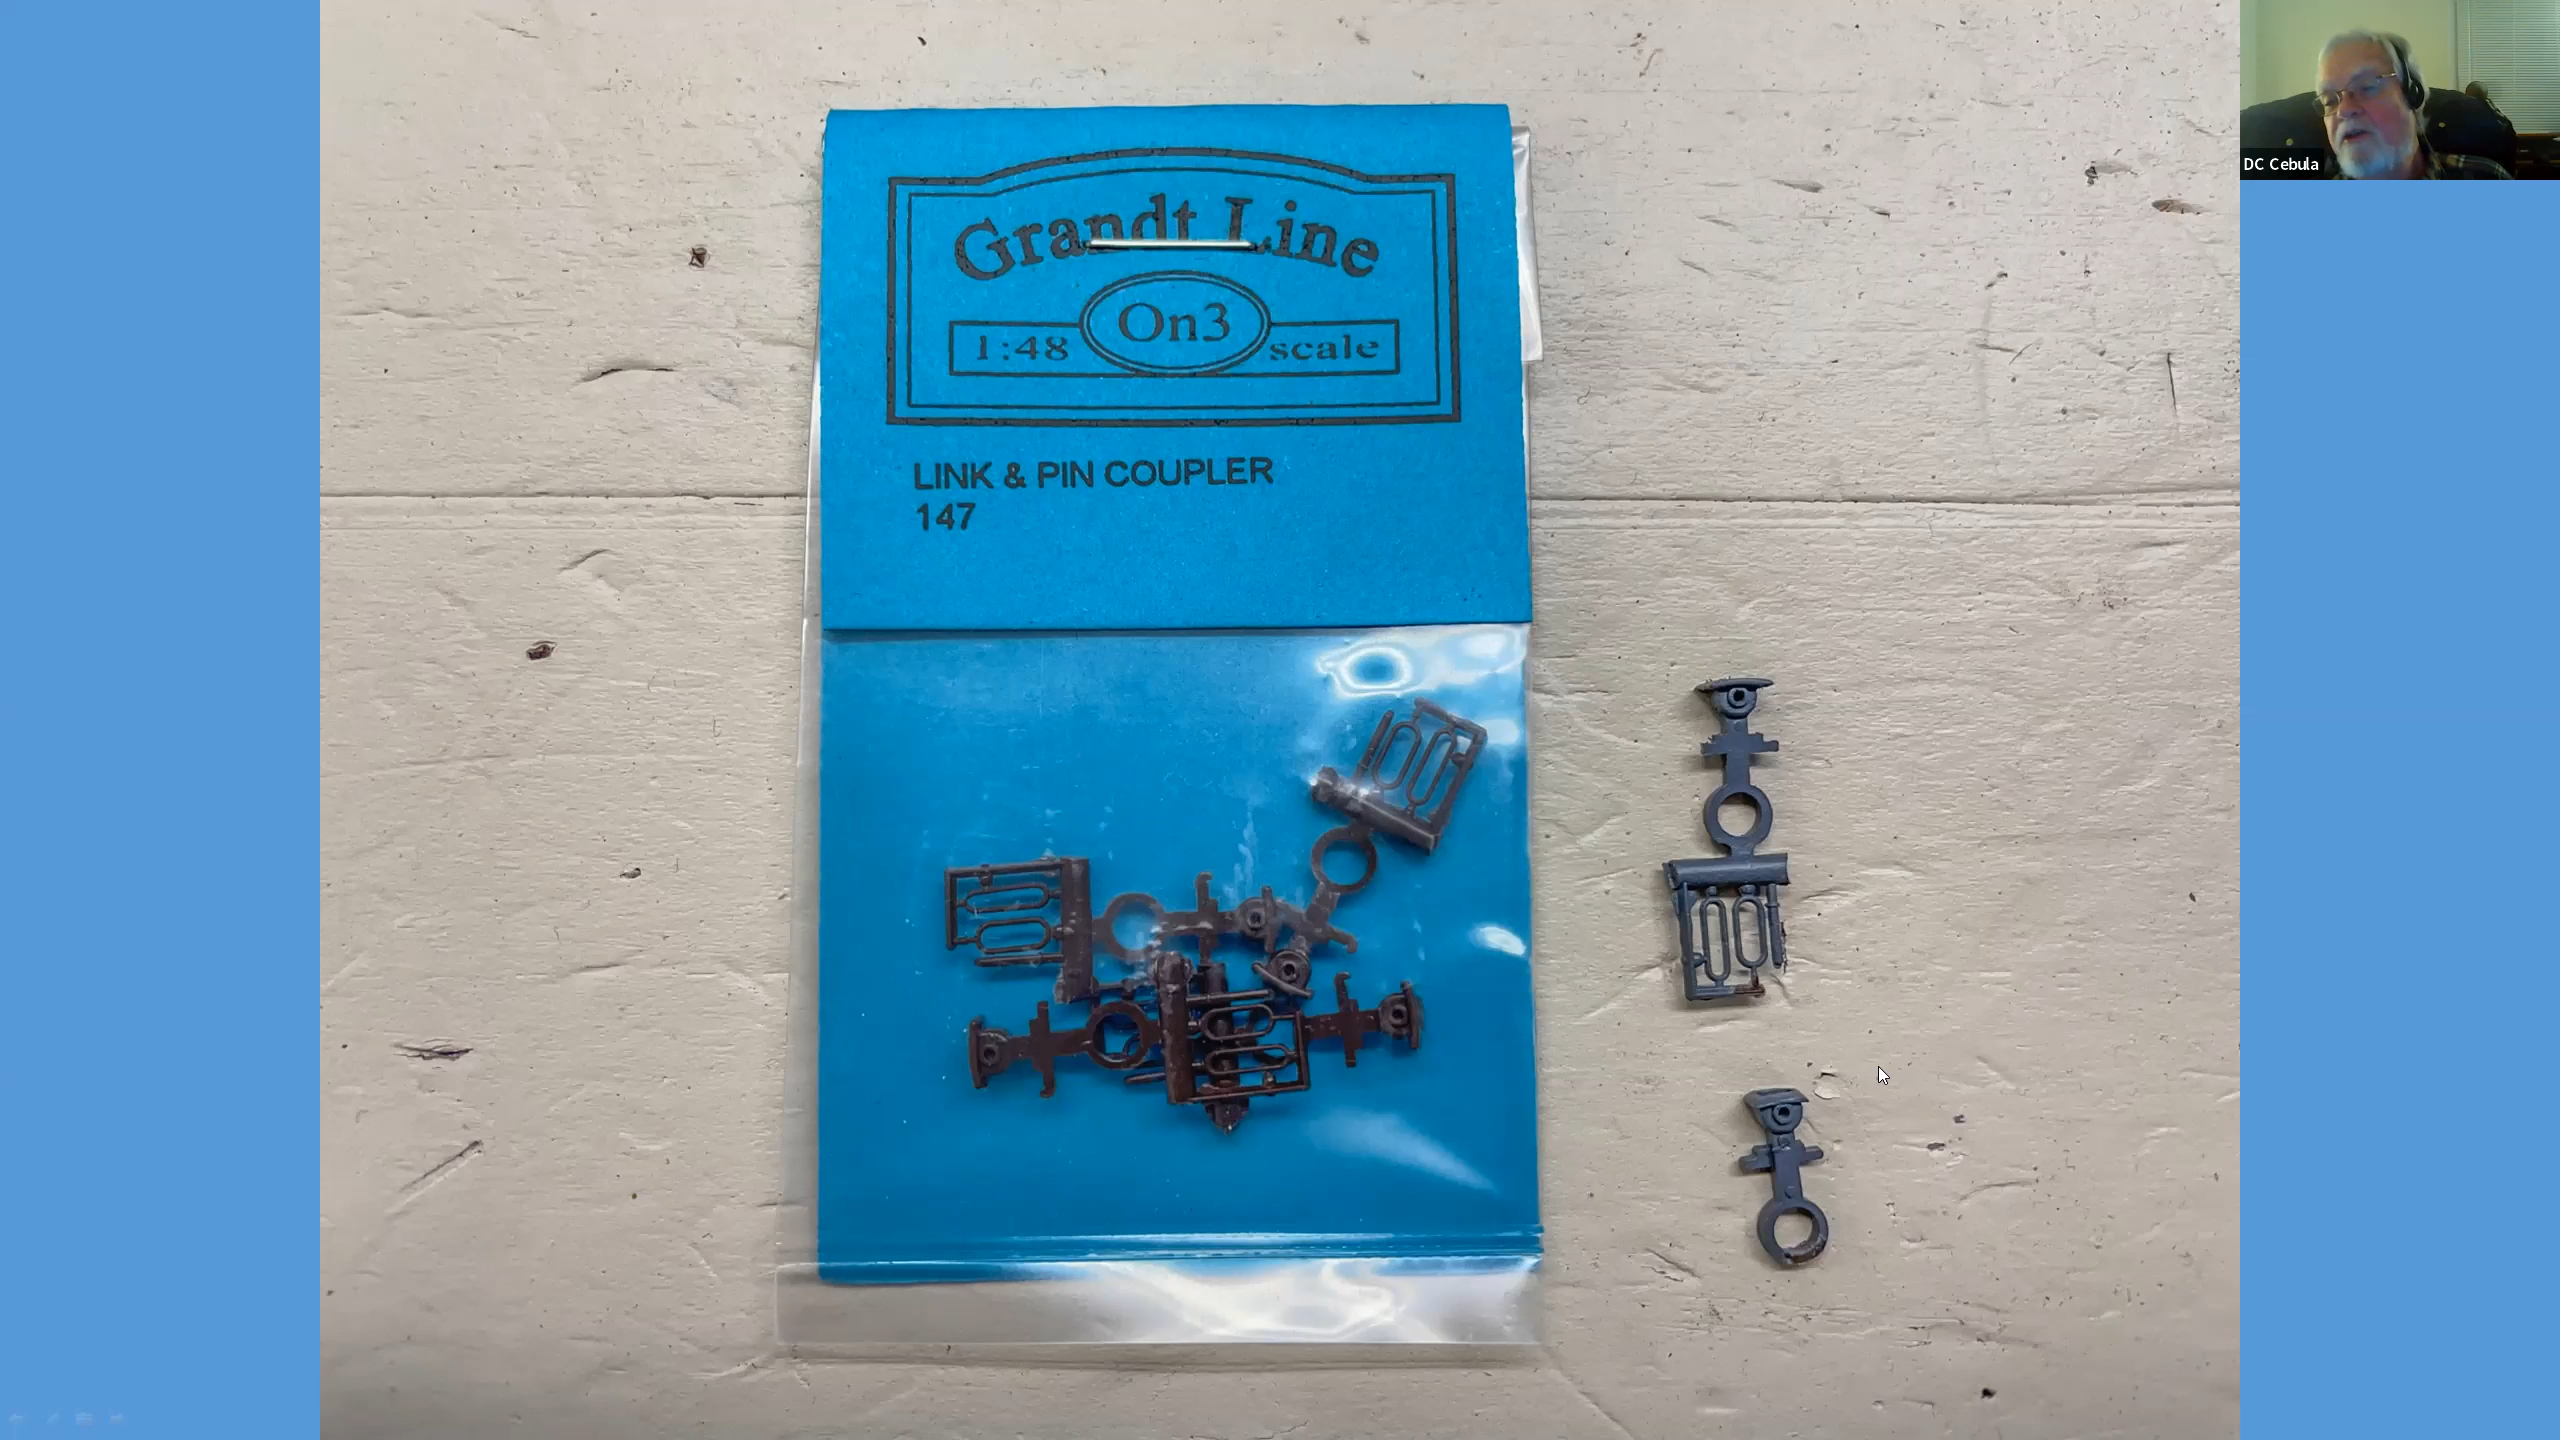 Grandt Line
On3
1:48 scale
LINK & PIN COUPLER
147
DC Cebula